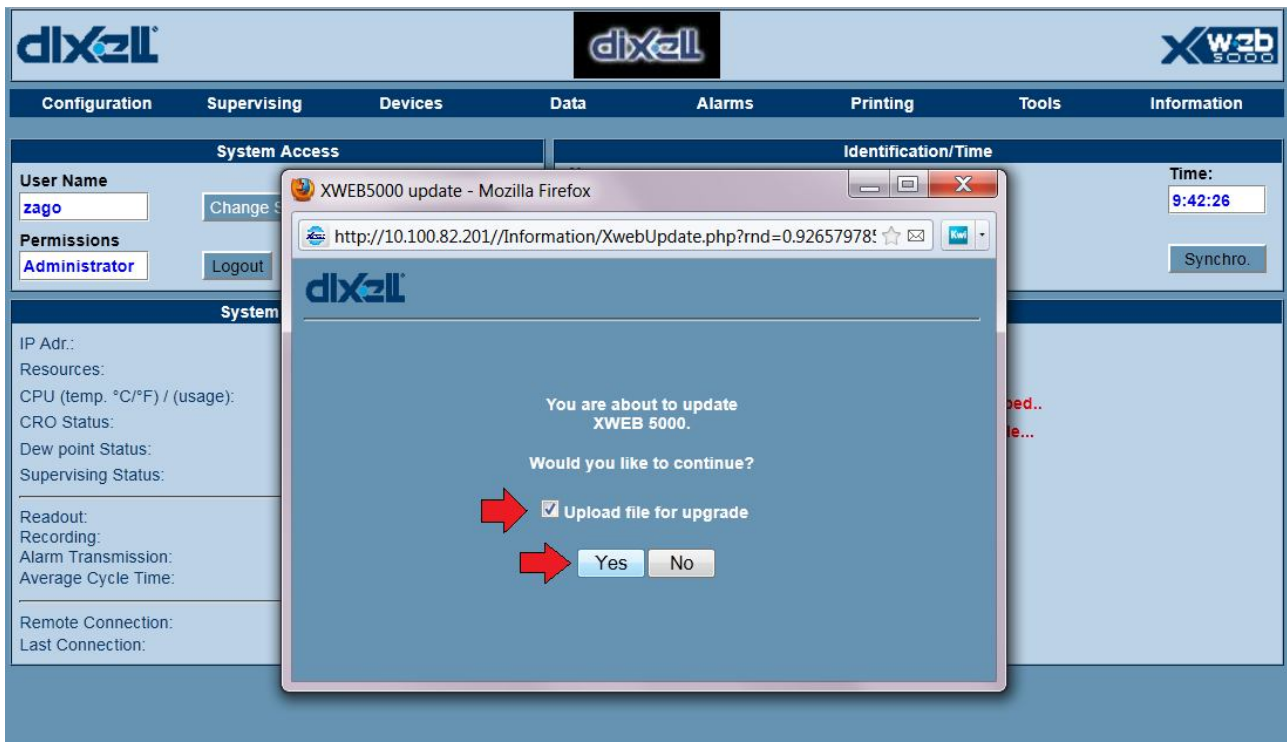 dixell
dixell
Xweb 5000
Configuration Supervising Devices Data Alarms Printing Tools Information
System Access
Identification/Time
User Name
zago
Change
Permissions
Administrator
Logout
Time:
9:42:26
Synchro.
System
IP Adr.:
Resources:
CPU (temp. °C/°F) / (usage):
CRO Status:
Dew point Status:
Supervising Status:
Readout:
Recording:
Alarm Transmission:
Average Cycle Time:
Remote Connection:
Last Connection:
XWEB5000 update - Mozilla Firefox
http://10.100.82.201//Information/XwebUpdate.php?rnd=0.92657978
Kwi
dixell
You are about to update
XWEB 5000.
Would you like to continue?
Upload file for upgrade
Yes No